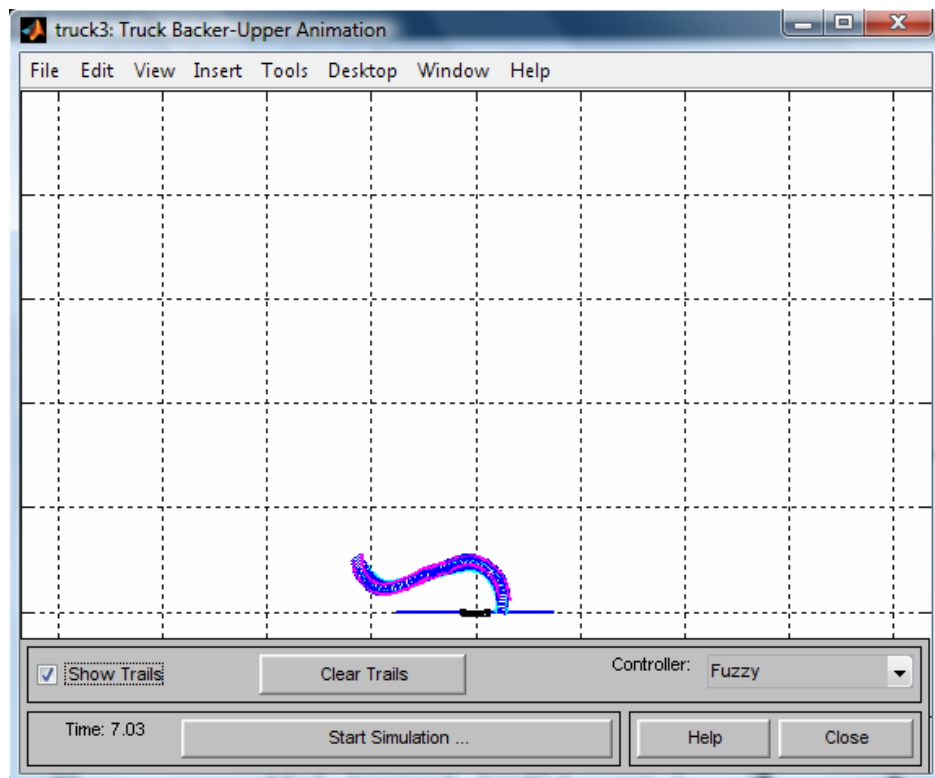 truck3: Truck Backer-Upper Animation
File Edit View Insert Tools Desktop Window Help
Show Trails
Clear Trails
Controller:
Fuzzy
Time: 7.03
Start Simulation ...
Help
Close